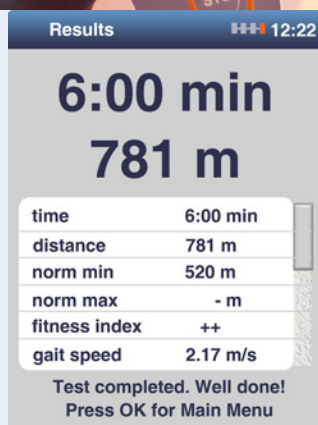 Results 12:22
6:00 min
781 m
time 6:00 min
distance 781 m
norm min 520 m
norm max - m
fitness index ++
gait speed 2.17 m/s
Test completed. Well done!
Press OK for Main Menu